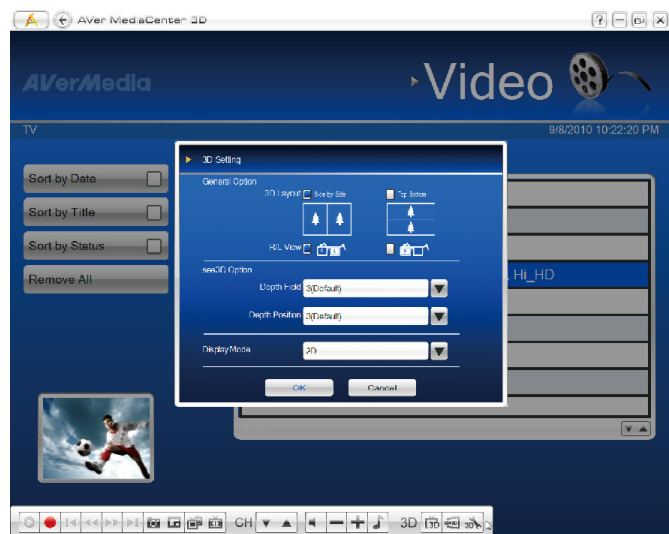 AVer MediaCenter 3D
AVerMedia
Video
TV
9/8/2010 10:22:20 PM
Sort by Date
Sort by Title
Sort by Status
Remove All
3D Setting
General Option
3D Layout Side by Side Top Bottom
R/L View
see3D Option
Depth Field 3(Default)
Depth Position 3(Default)
Display Mode 2D
OK Cancel
Hi_HD
CH 3D